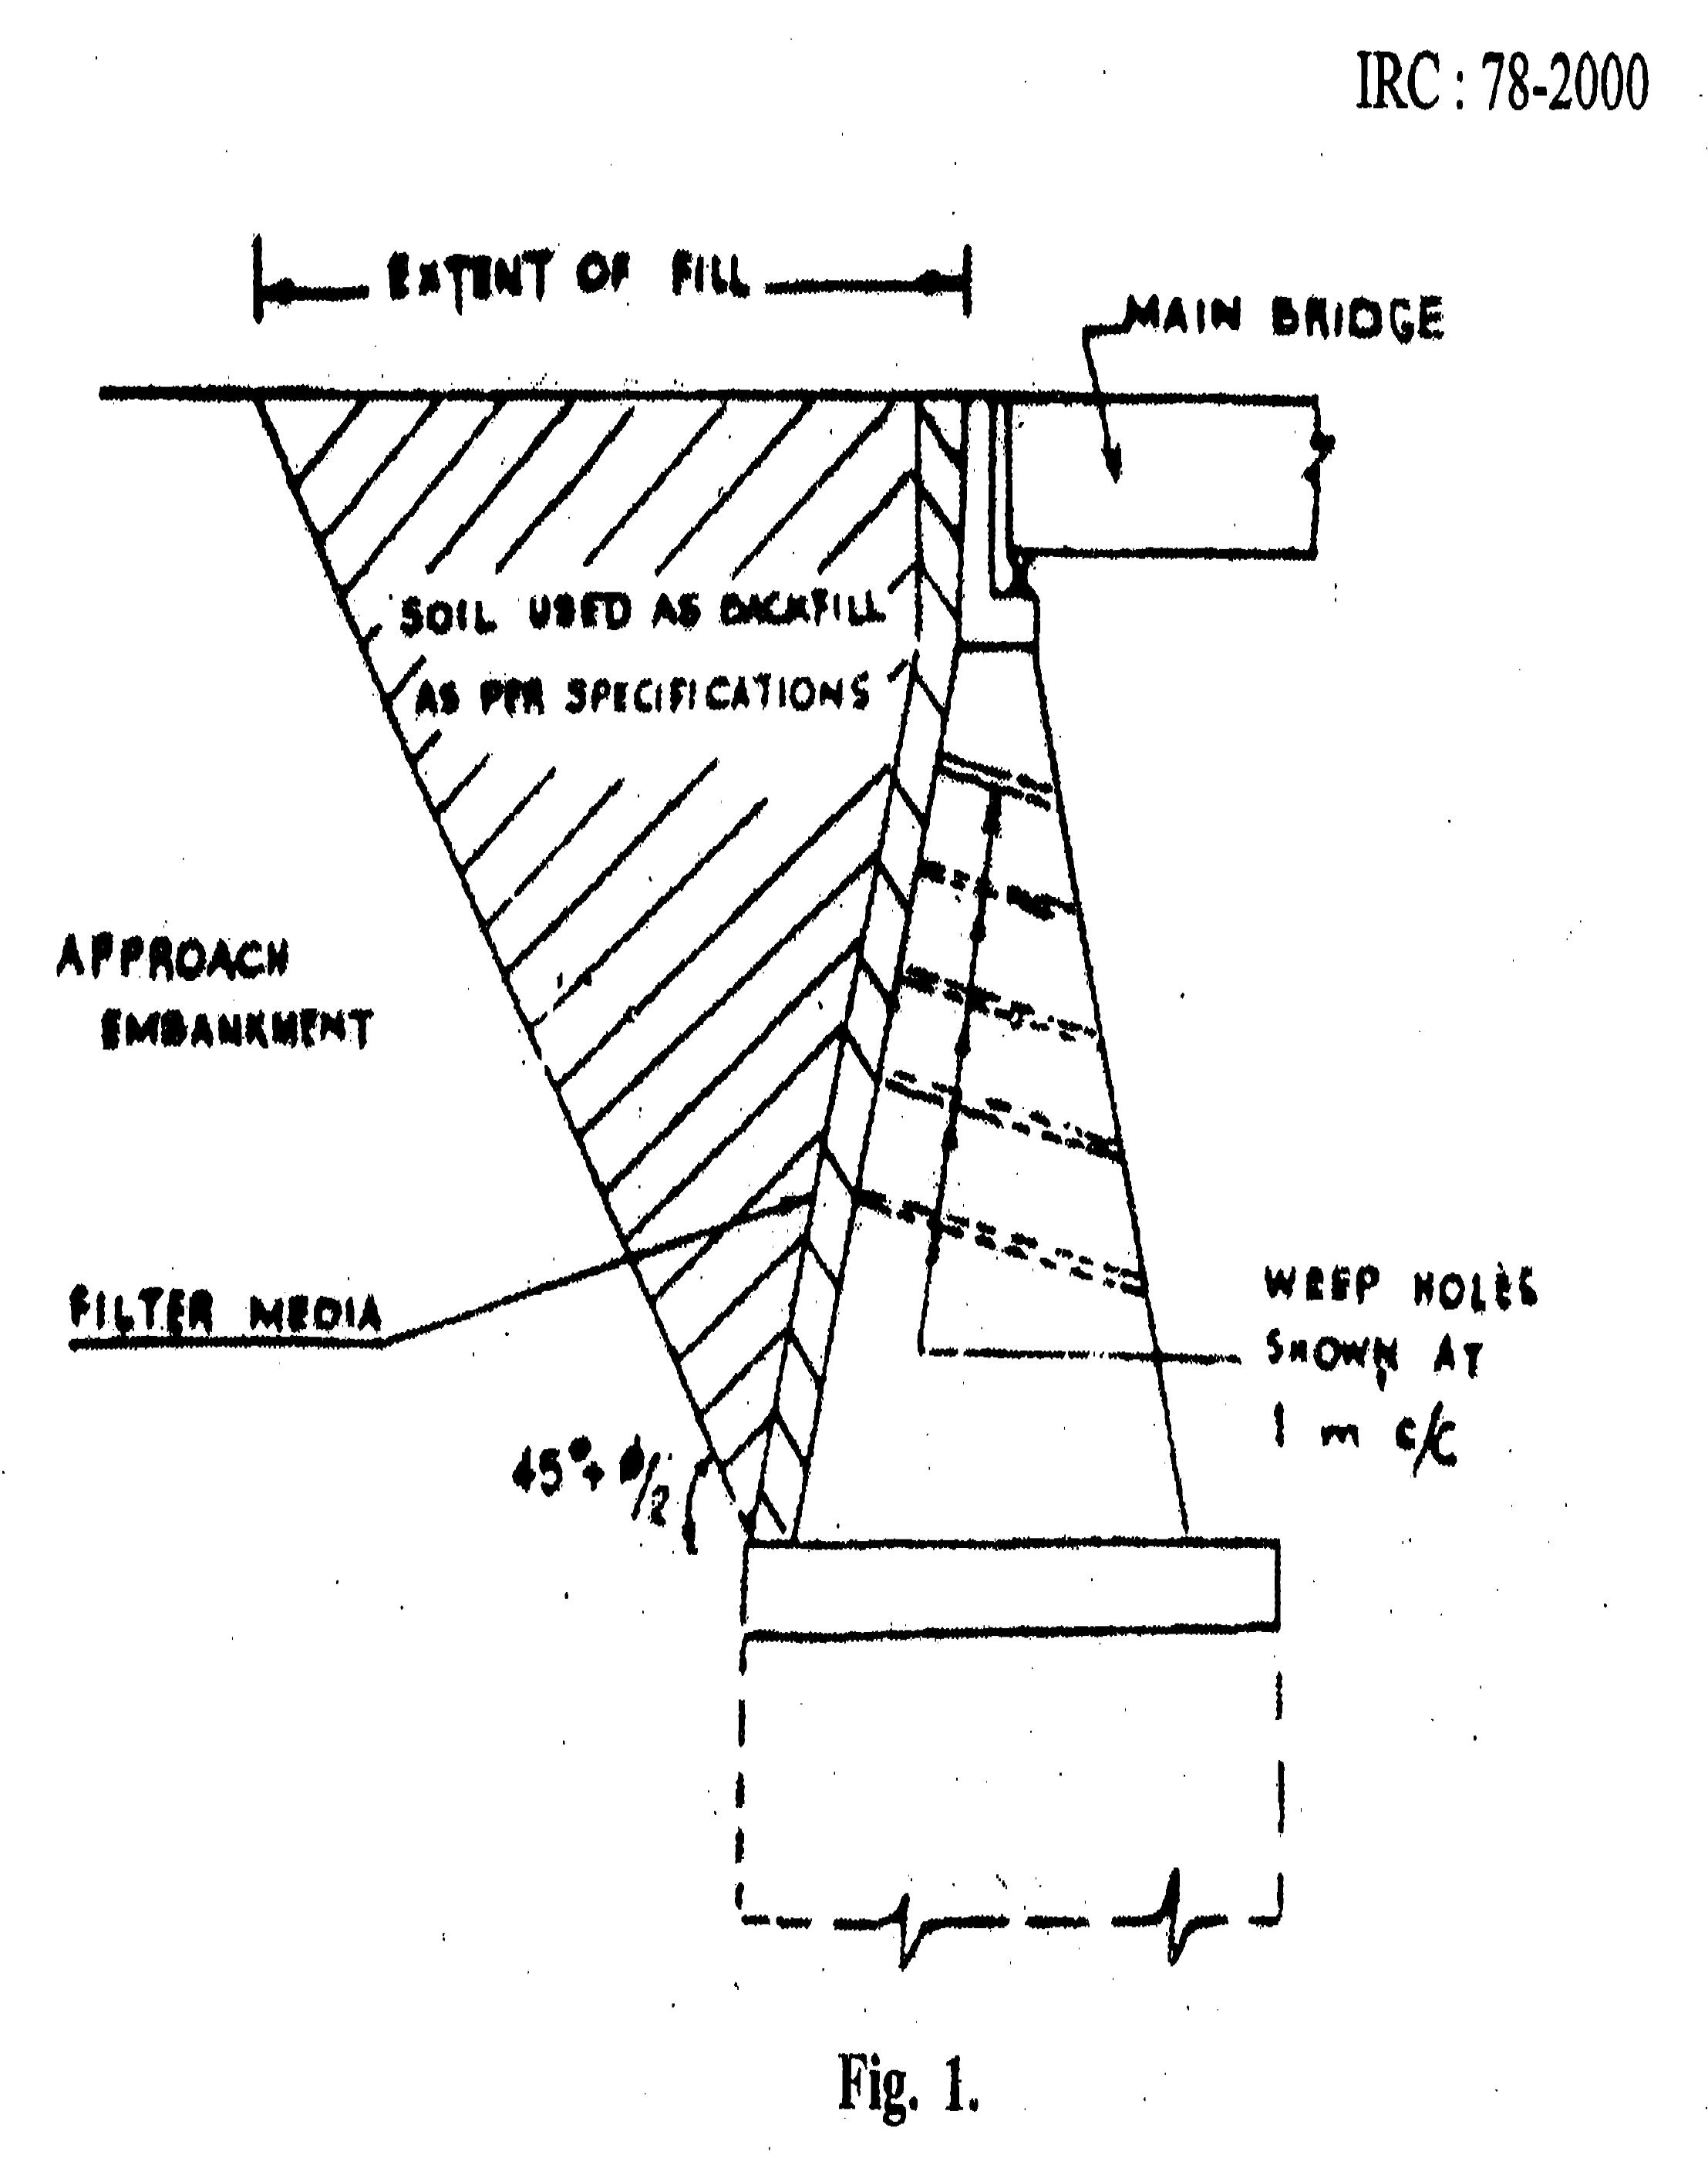 IRC : 78-2000
EXTENT OF FILL
MAIN BRIDGE
SOIL USED AS BACKFILL
AS PER SPECIFICATIONS
APPROACH
EMBANKMENT
FILTER MEDIA
WEEP HOLES
SHOWN AT
1 m c/c
45°+ ø/2
Fig. 1.